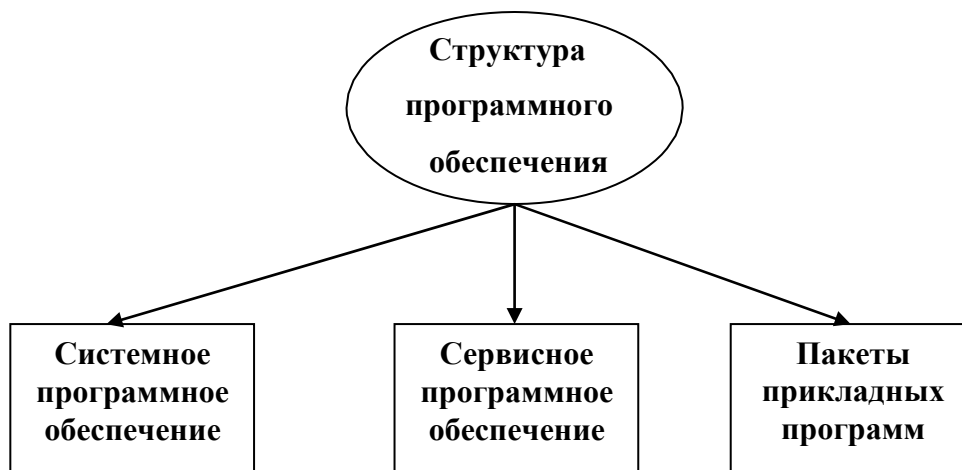 Структура
программного
обеспечения
Системное
программное
обеспечение
Сервисное
программное
обеспечение
Пакеты
прикладных
программ